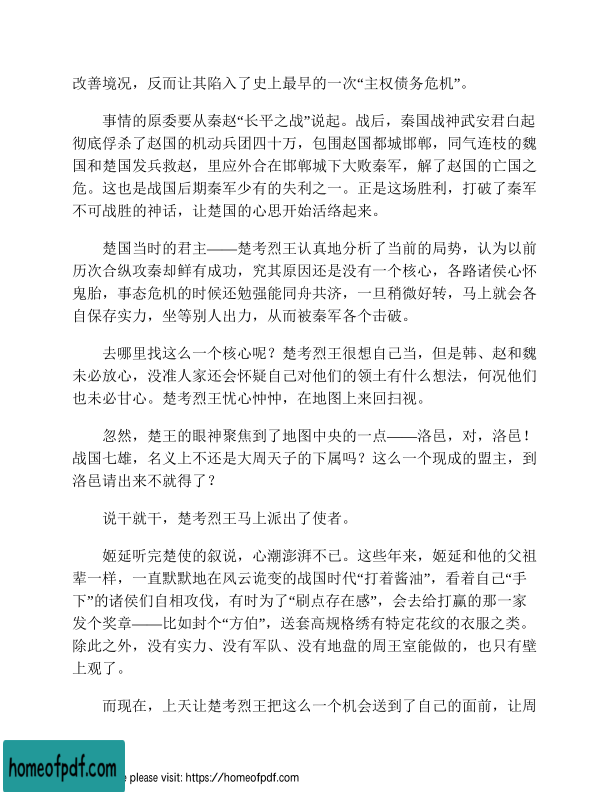 改善境况，反而让其陷入了史上最早的一次“主权债务危机”。
事情的原委要从秦赵“长平之战”说起。战后，秦国战神武安君白起
彻底俘杀了赵国的机动兵团四十万，包围赵国都城邯郸，同气连枝的魏
国和楚国发兵救赵，里应外合在邯郸城下大败秦军，解了赵国的亡国之
危。这也是战国后期秦军少有的失利之一。正是这场胜利，打破了秦军
不可战胜的神话，让楚国的心思开始活络起来。
楚国当时的君主——楚考烈王认真地分析了当前的局势，认为以前
历次合纵攻秦却鲜有成功，究其原因还是没有一个核心，各路诸侯心怀
鬼胎，事态危机的时候还勉强能同舟共济，一旦稍微好转，马上就会各
自保存实力，坐等别人出力，从而被秦军各个击破。
去哪里找这么一个核心呢？楚考烈王很想自己当，但是韩、赵和魏
未必放心，没准人家还会怀疑自己对他们的领土有什么想法，何况他们
也未必甘心。楚考烈王忧心忡忡，在地图上来回扫视。
忽然，楚王的眼神聚焦到了地图中央的一点——洛邑，对，洛邑！
战国七雄，名义上不还是大周天子的下属吗？这么一个现成的盟主，到
洛邑请出来不就得了？
说干就干，楚考烈王马上派出了使者。
姬延听完楚使的叙说，心潮澎湃不已。这些年来，姬延和他的父祖
辈一样，一直默默地在风云诡变的战国时代“打着酱油”，看着自己“手
下”的诸侯们自相攻伐，有时为了“刷点存在感”，会去给打赢的那一家
发个奖章——比如封个“方伯”，送套高规格绣有特定花纹的衣服之类。
除此之外，没有实力、没有军队、没有地盘的周王室能做的，也只有壁
上观了。
而现在，上天让楚考烈王把这么一个机会送到了自己的面前，让周
homeofpdf.com
e please visit: https://homeofpdf.com